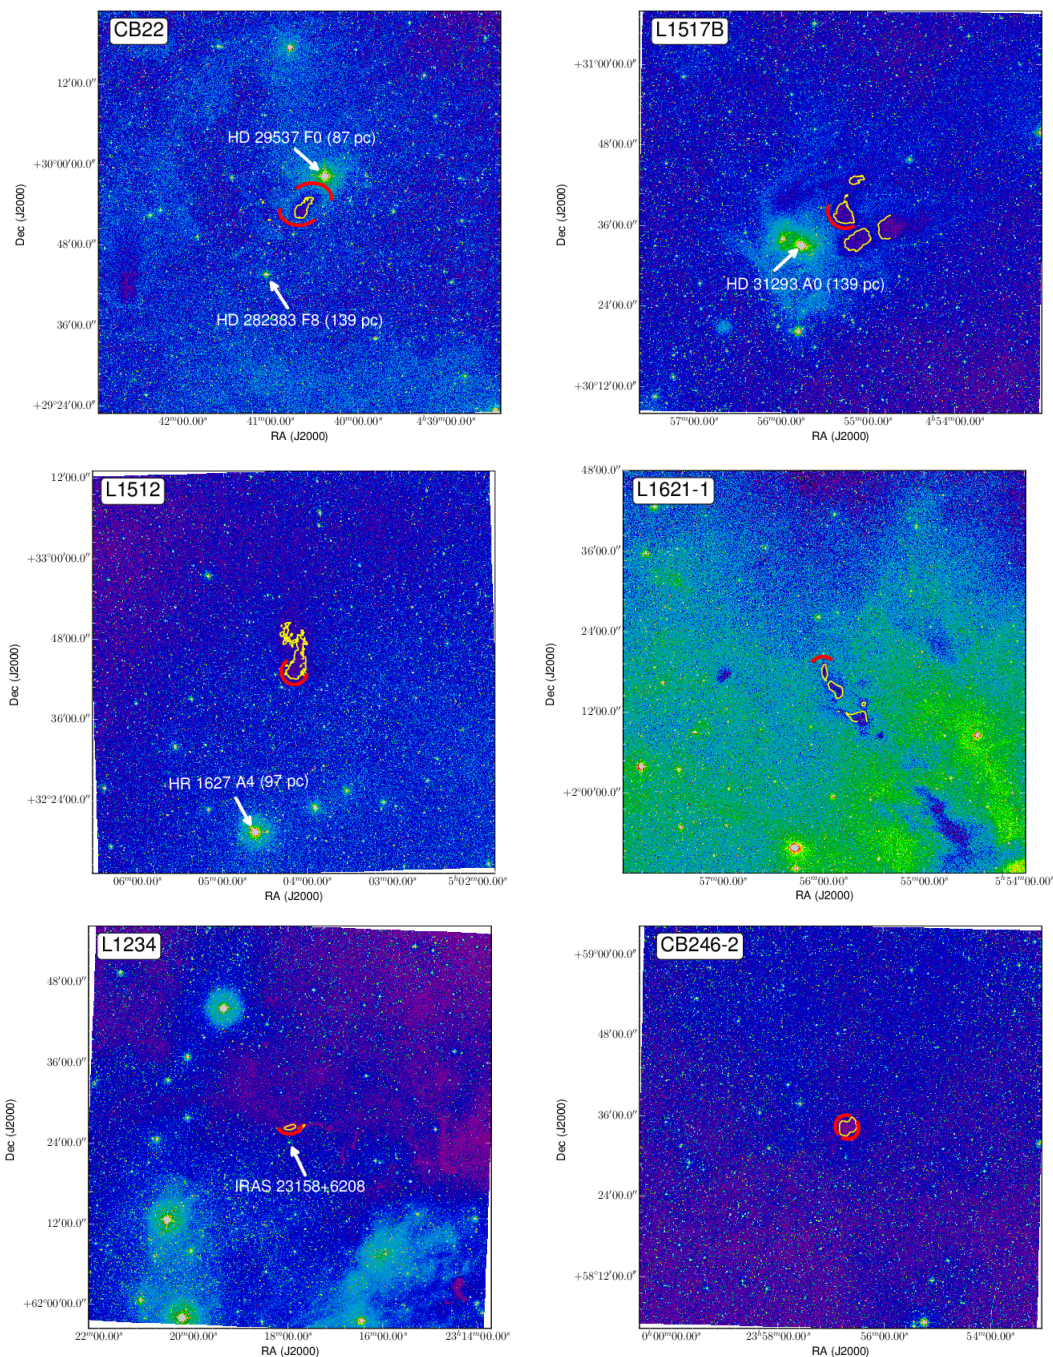 CB22
12′00.0″
HD 29537 F0 (87 pc)
+30°00′00.0″
48′00.0″
HD 282383 F8 (139 pc)
36′00.0″
+29°24′00.0″
Dec (J2000)
42ᵐ00.00ˢ 41ᵐ00.00ˢ 40ᵐ00.00ˢ 4ʰ39ᵐ00.00ˢ
RA (J2000)
L1517B
+31°00′00.0″
48′00.0″
36′00.0″
HD 31293 A0 (139 pc)
24′00.0″
+30°12′00.0″
Dec (J2000)
57ᵐ00.00ˢ 56ᵐ00.00ˢ 55ᵐ00.00ˢ 4ʰ54ᵐ00.00ˢ
RA (J2000)
L1512
12′00.0″
+33°00′00.0″
48′00.0″
36′00.0″
HR 1627 A4 (97 pc)
+32°24′00.0″
Dec (J2000)
06ᵐ00.00ˢ 05ᵐ00.00ˢ 04ᵐ00.00ˢ 03ᵐ00.00ˢ 5ʰ02ᵐ00.00ˢ
RA (J2000)
L1621-1
48′00.0″
36′00.0″
24′00.0″
12′00.0″
+2°00′00.0″
Dec (J2000)
57ᵐ00.00ˢ 56ᵐ00.00ˢ 55ᵐ00.00ˢ 5ʰ54ᵐ00.00ˢ
RA (J2000)
L1234
48′00.0″
36′00.0″
24′00.0″
IRAS 23158+6208
12′00.0″
+62°00′00.0″
Dec (J2000)
22ᵐ00.00ˢ 20ᵐ00.00ˢ 18ᵐ00.00ˢ 16ᵐ00.00ˢ 23ʰ14ᵐ00.00ˢ
RA (J2000)
CB246-2
+59°00′00.0″
48′00.0″
36′00.0″
24′00.0″
+58°12′00.0″
Dec (J2000)
0ʰ00ᵐ00.00ˢ 23ʰ58ᵐ00.00ˢ 56ᵐ00.00ˢ 54ᵐ00.00ˢ
RA (J2000)